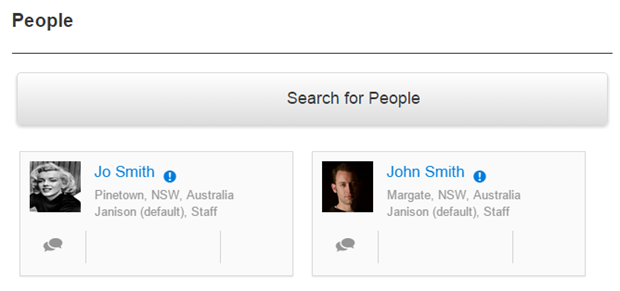 People
Search for People
Jo Smith
Pinetown, NSW, Australia
Janison (default), Staff
John Smith
Margate, NSW, Australia
Janison (default), Staff